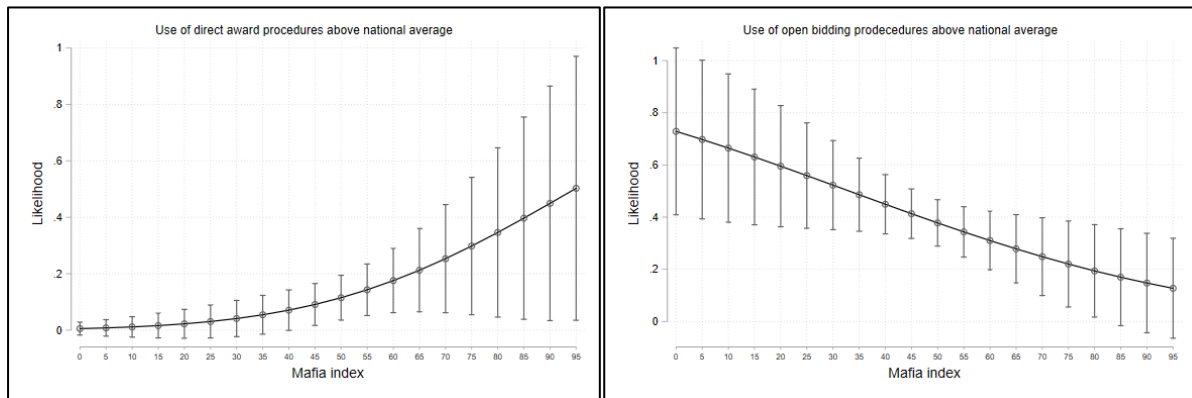 Use of direct award procedures above national average
1
.8
.6
.4
.2
0
Likelihood
0 5 10 15 20 25 30 35 40 45 50 55 60 65 70 75 80 85 90 95
Mafia index
Use of open bidding prodecedures above national average
1
.8
.6
.4
.2
0
Likelihood
0 5 10 15 20 25 30 35 40 45 50 55 60 65 70 75 80 85 90 95
Mafia index